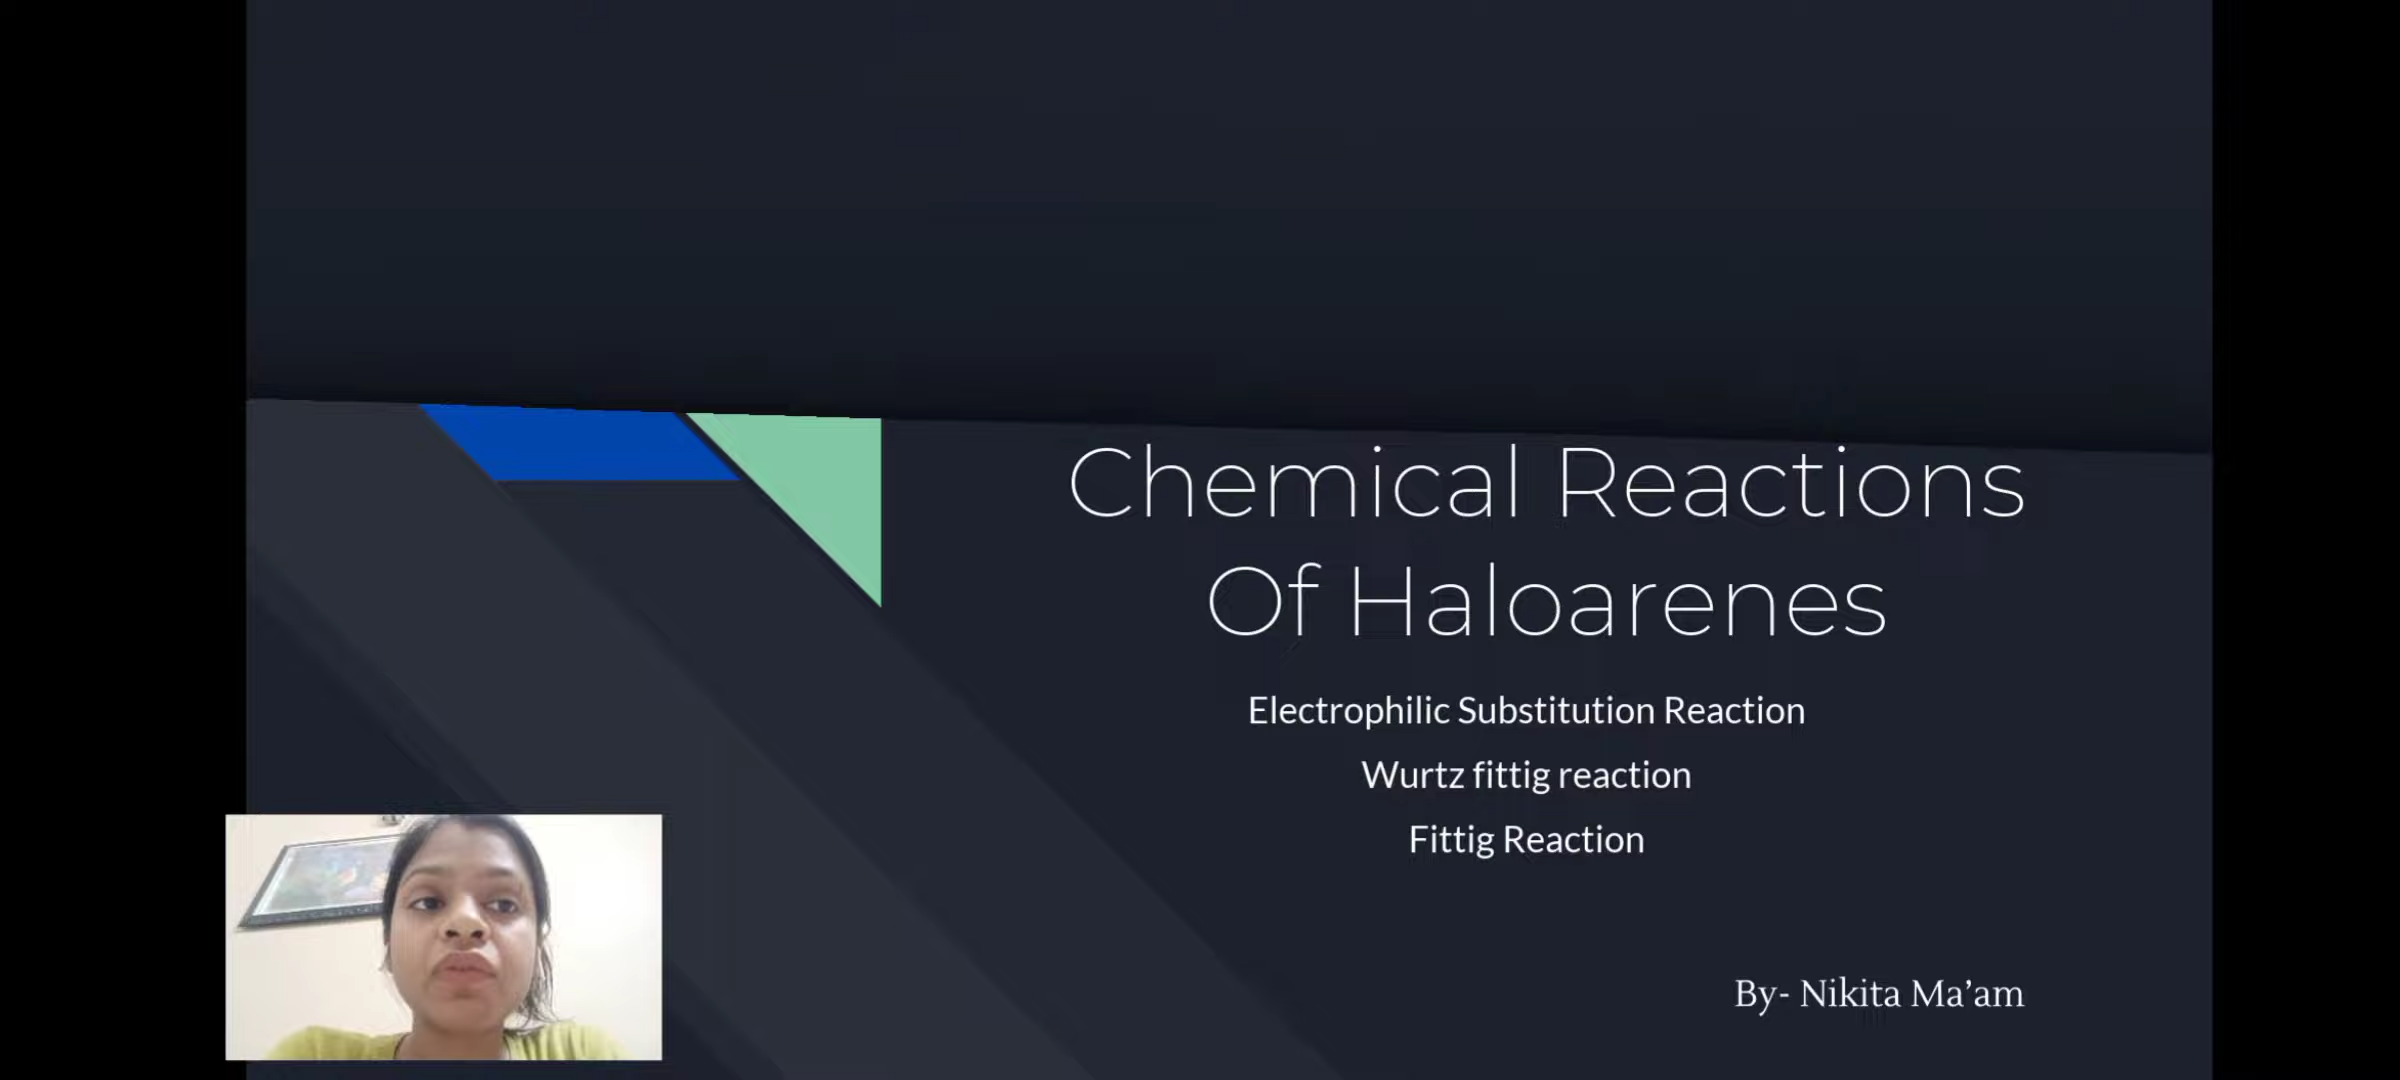 Chemical Reactions
Of Haloarenes
Electrophilic Substitution Reaction
Wurtz fittig reaction
Fittig Reaction
By- Nikita Ma’am